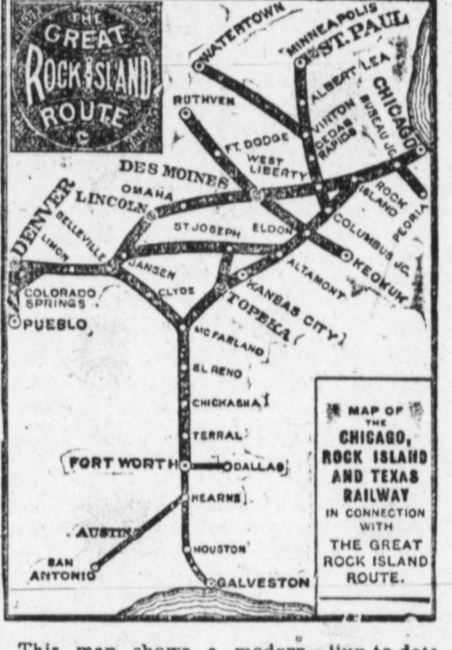 THE
GREAT
ROCK ISLAND
ROUTE
WATERTOWN
MINNEAPOLIS
ST. PAUL
ALBERT LEA
CHICAGO
RUTHVEN
VINTON
CEDAR
RAPIDS
BUREAU JC.
FT. DODGE
WEST
LIBERTY
DES MOINES
OMAHA
LINCOLN
ROCK
ISLAND
PEORIA
DENVER
BELLEVILLE
LIMON
ST JOSEPH
ELDON
COLUMBUS JC.
KEOKUK
JANSEN
ALTAMONT
CLYDE
KANSAS CITY
TOPEKA
COLORADO
SPRINGS
PUEBLO
MCFARLAND
EL RENO
CHICKASHA
TERRAL
FORT WORTH
DALLAS
HEARNE
AUSTIN
HOUSTON
SAN
ANTONIO
GALVESTON
MAP OF
THE
CHICAGO,
ROCK ISLAND
AND TEXAS
RAILWAY
IN CONNECTION
WITH
THE GREAT
ROCK ISLAND
ROUTE.
This map shows a modern "up-to-date